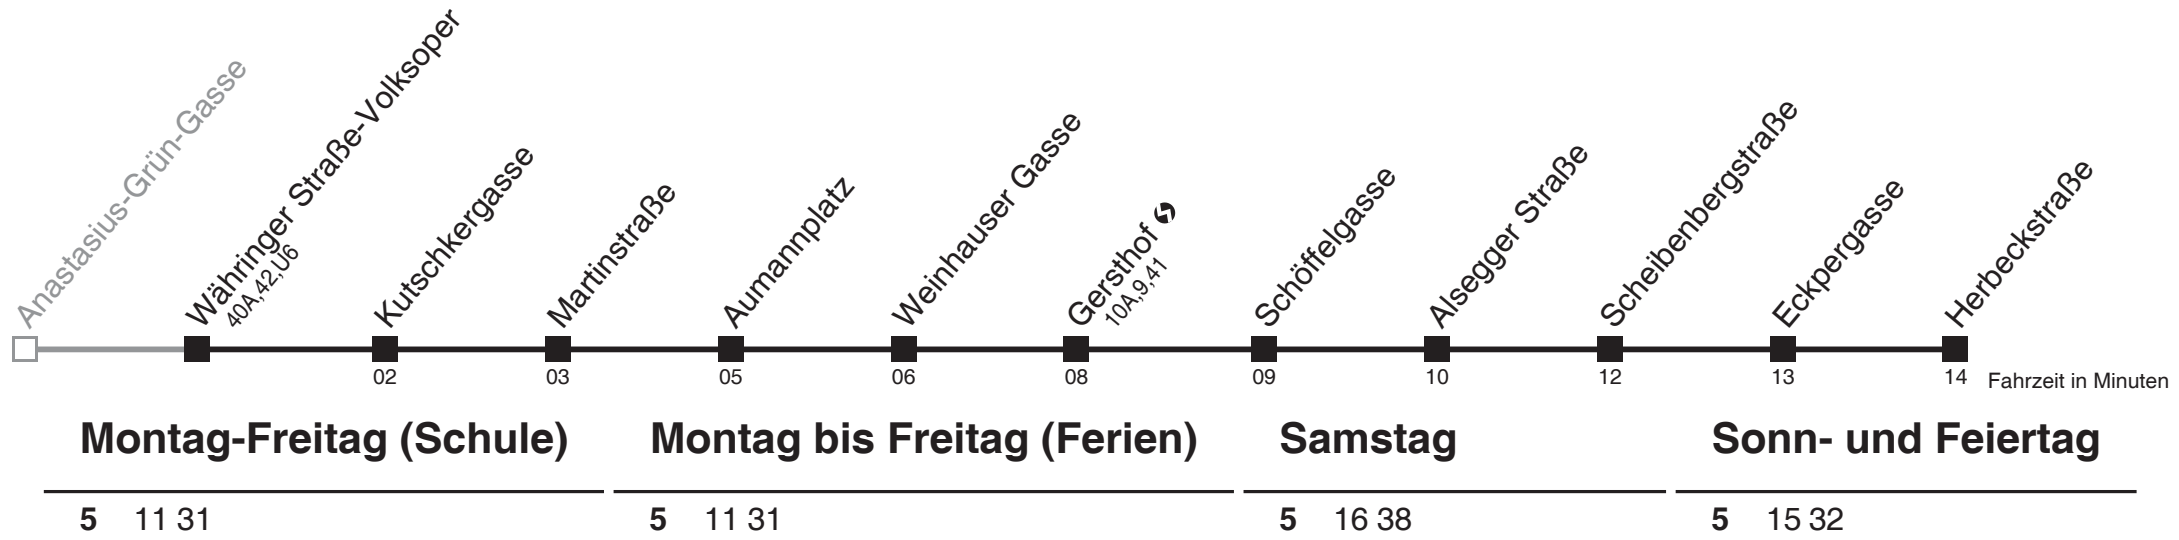 Anastasius-Grün-Gasse
Währinger Straße-Volksoper
40A,42,U6
Kutschkergasse
Martinstraße
Aumannplatz
Weinhauser Gasse
Gersthof
10A,9,41
Schöffelgasse
Alsegger Straße
Scheibenbergstraße
Eckpergasse
Herbeckstraße
02 03 05 06 08 09 10 12 13 14 Fahrzeit in Minuten
Montag-Freitag (Schule) Montag bis Freitag (Ferien) Samstag Sonn- und Feiertag
5 11 31 5 11 31 5 16 38 5 15 32